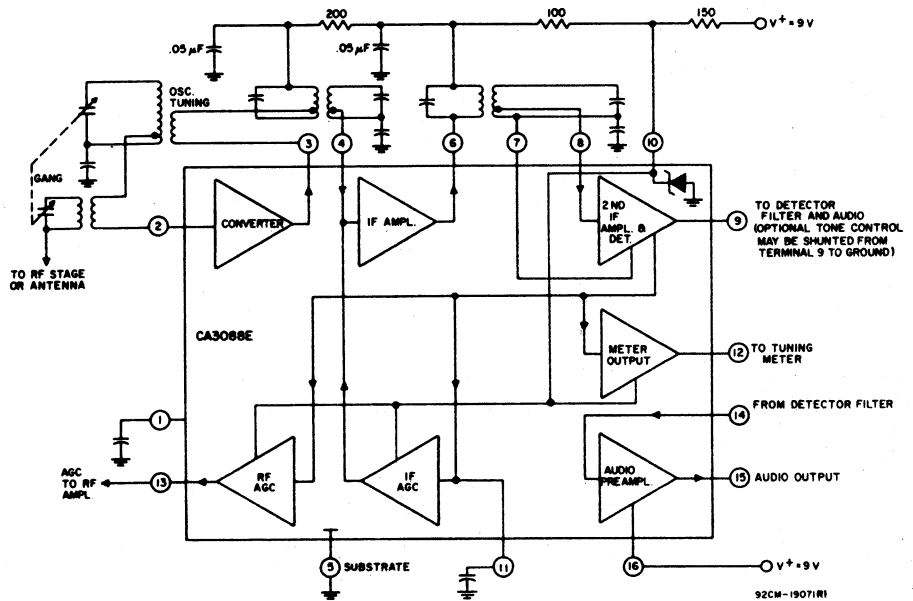 200
100
150
V+ = 9V
.05µF
.05µF
OSC.
TUNING
3
4
6
7
8
10
GANG
2
CONVERTER
IF AMPL.
2 ND
IF
AMPL. &
DET.
9
TO DETECTOR
FILTER AND AUDIO
(OPTIONAL TONE CONTROL
MAY BE SHUNTED FROM
TERMINAL 9 TO GROUND)
TO RF STAGE
OR ANTENNA
CA3088E
METER
OUTPUT
12
TO TUNING
METER
1
14
FROM DETECTOR FILTER
AGC
TO RF
AMPL
13
RF
AGC
IF
AGC
AUDIO
PREAMPL.
15
AUDIO OUTPUT
5
SUBSTRATE
11
16
V+ = 9V
92CM-19071R1